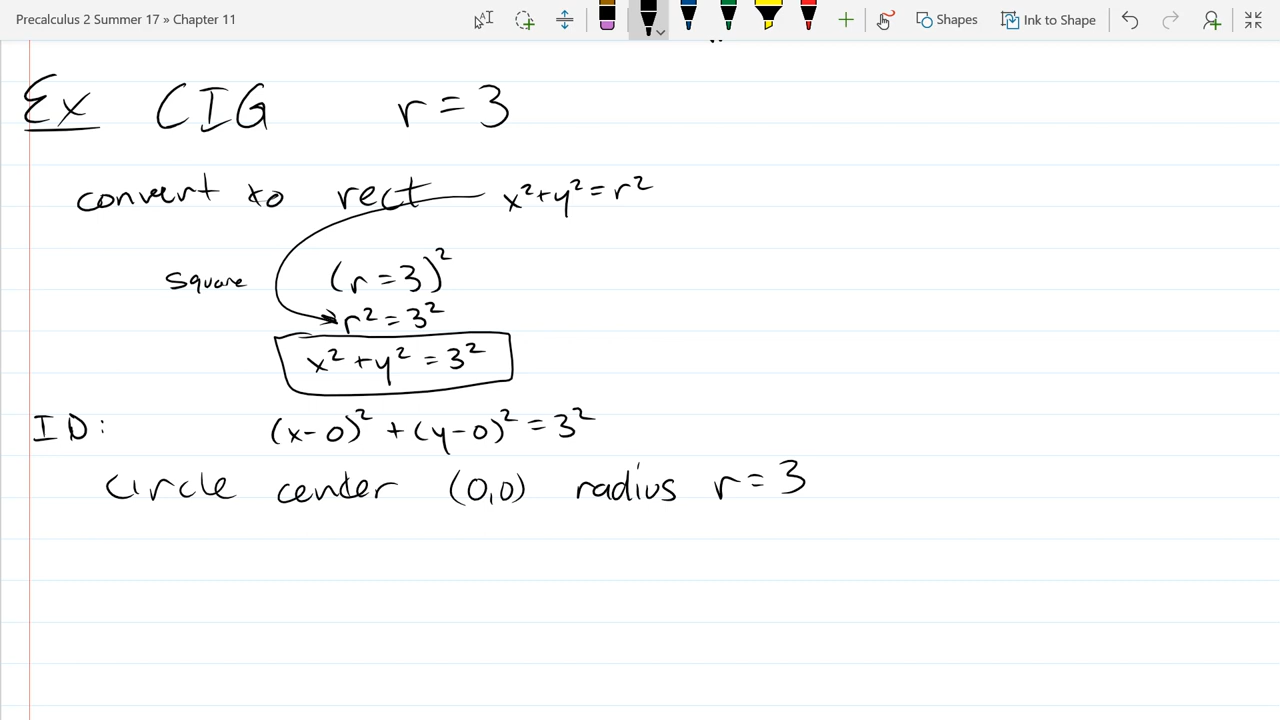 Precalculus 2 Summer 17 » Chapter 11
Shapes
Ink to Shape
Ex CIG r = 3
convert to rect x² + y² = r²
square (r = 3)²
r² = 3²
x² + y² = 3²
ID: (x-0)² + (y-0)² = 3²
circle center (0,0) radius r = 3